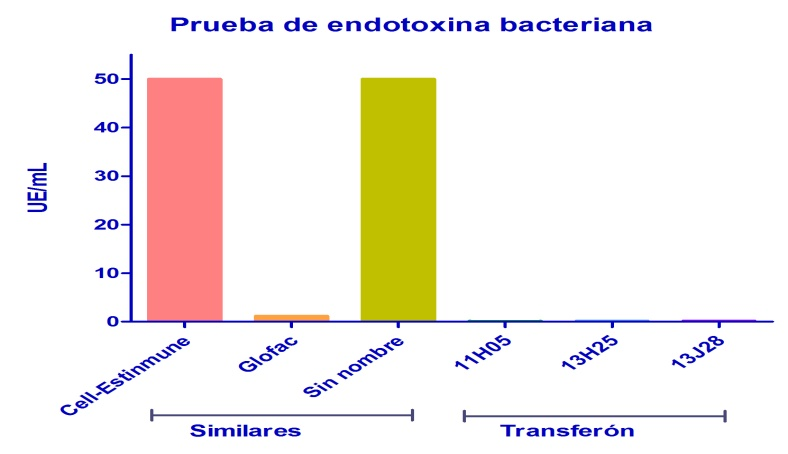 Prueba de endotoxina bacteriana
UE/mL
50
40
30
20
10
0
Cell-Estinmune
Glofac
Sin nombre
11H05
13H25
13J28
Similares
Transferón